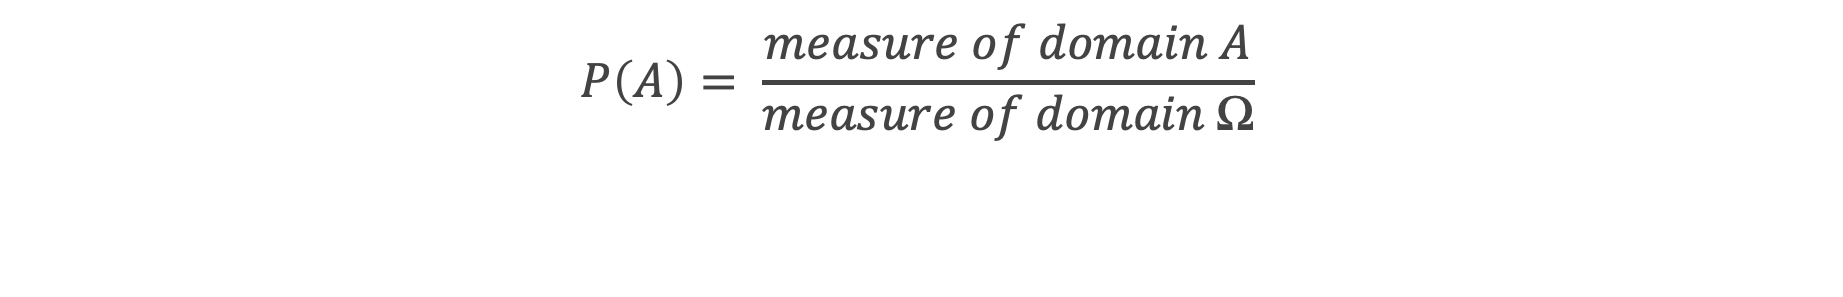 P(A) = measure of domain A / measure of domain Ω